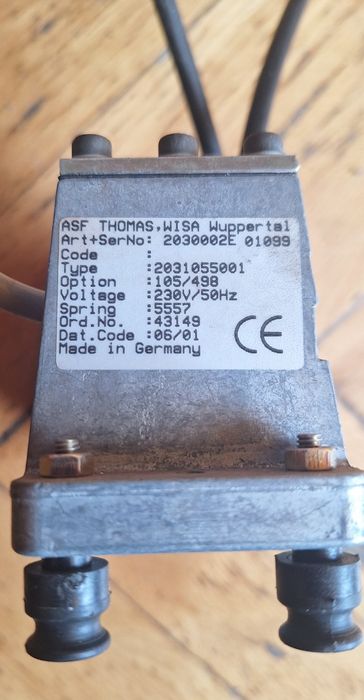 ASF THOMAS,WISA Wuppertal
Art+SerNo: 2030002E 01099
Code :
Type :2031055001
Option :105/498
Voltage :230V/50Hz
Spring :5557
Ord.No. :43149
Dat.Code :06/01
Made in Germany
CE